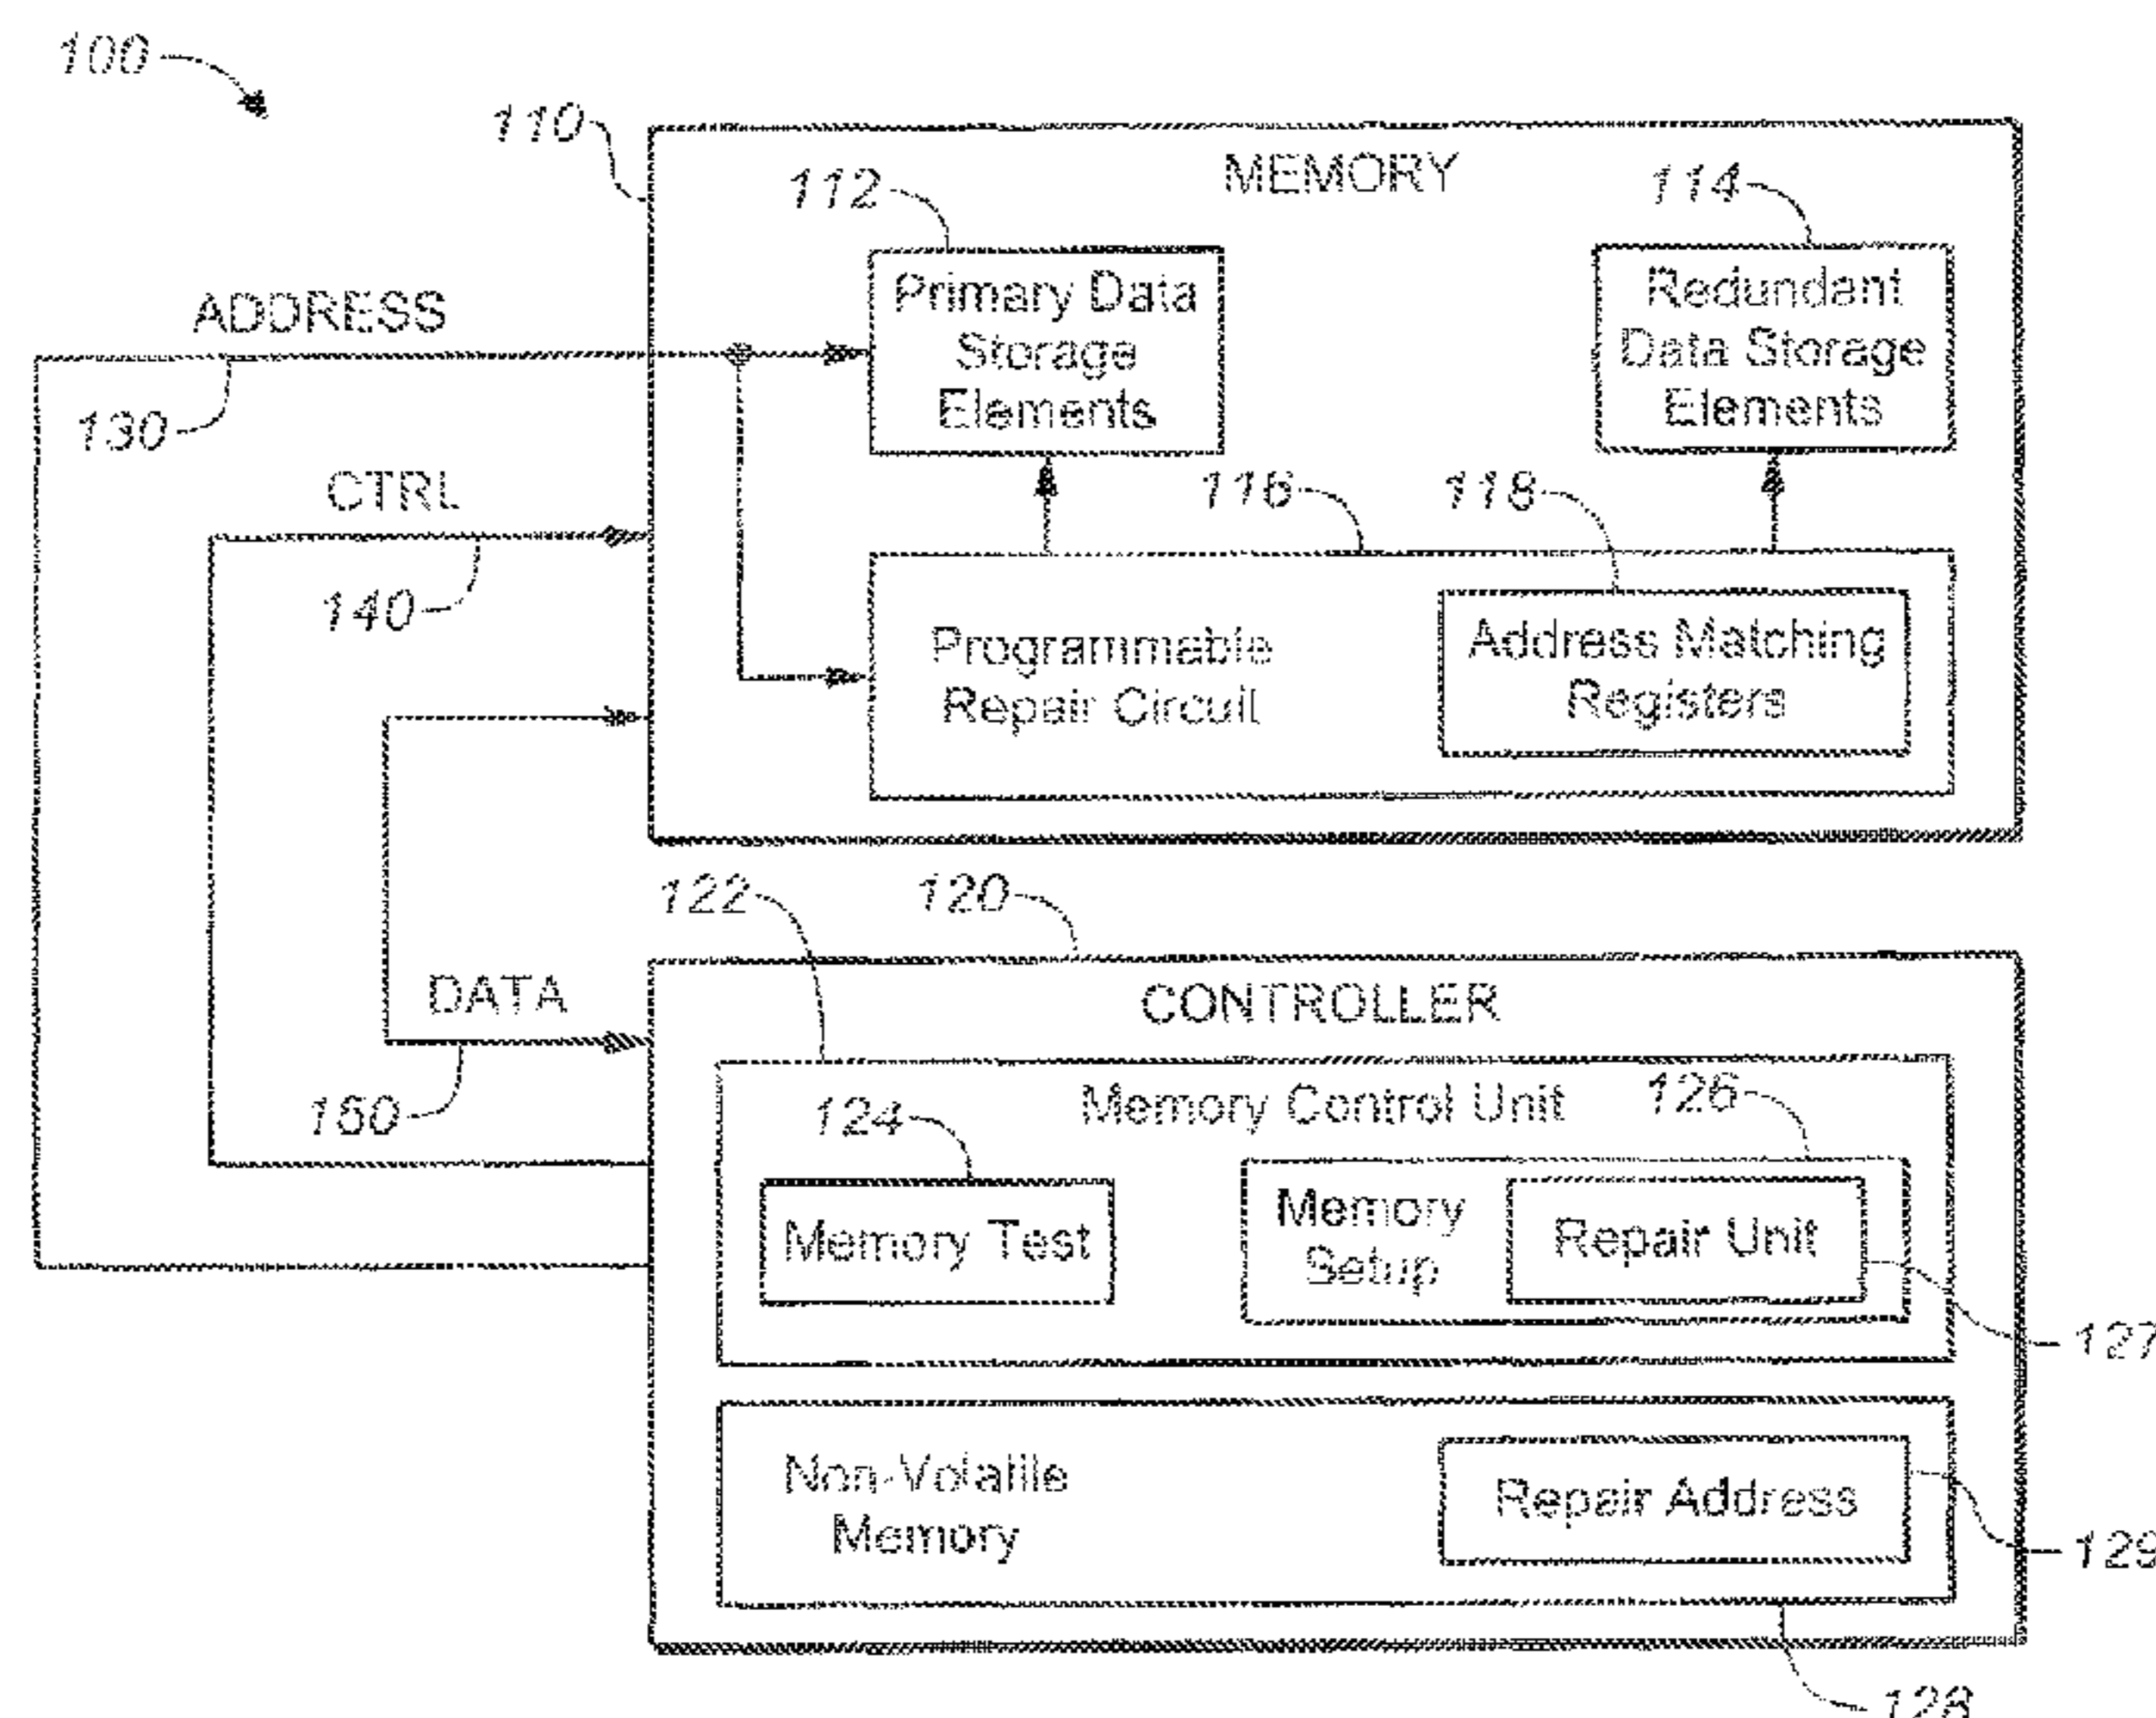 100
110
MEMORY
112
114
Primary Data
Storage
Elements
Redundant
Data Storage
Elements
ADDRESS
130
CTRL
116
118
140
Programmable
Repair Circuit
Address Matching
Registers
122
120
CONTROLLER
DATA
150
Memory Control Unit
124
126
Memory Test
Memory
Setup
Repair Unit
127
Non-Volatile
Memory
Repair Address
129
128